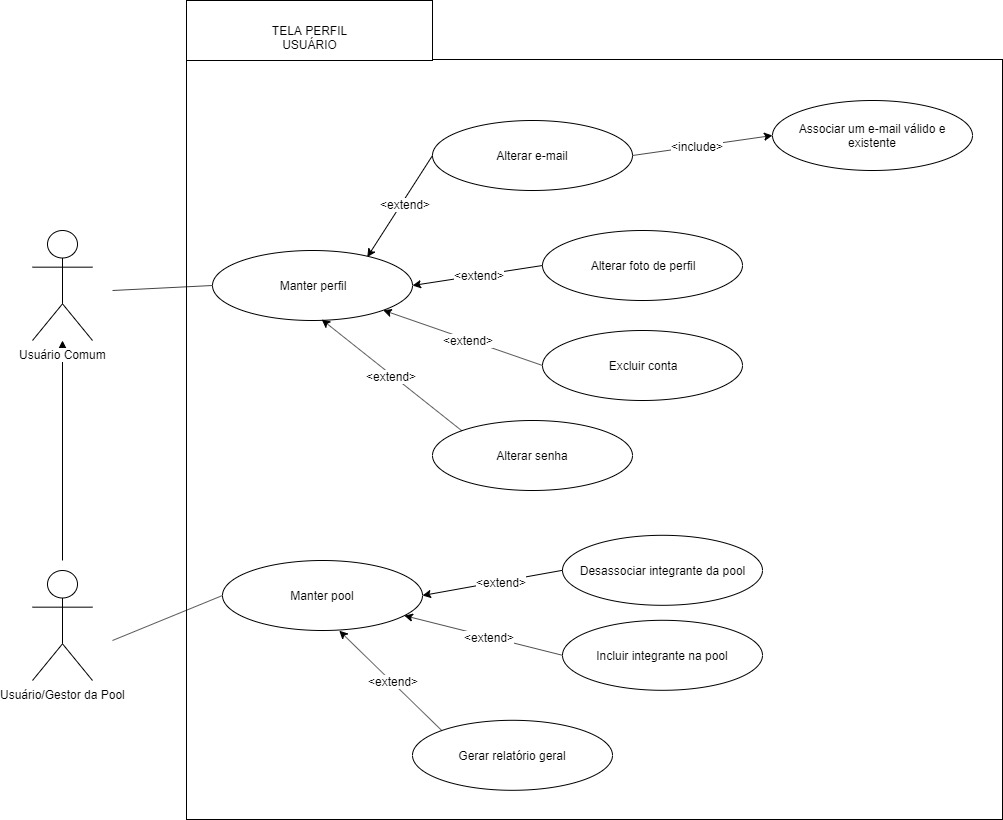 TELA PERFIL
USUÁRIO
Associar um e-mail válido e
existente
Alterar e-mail
<include>
<extend>
Alterar foto de perfil
<extend>
Manter perfil
<extend>
Usuário Comum
Excluir conta
<extend>
Alterar senha
Desassociar integrante da pool
<extend>
Manter pool
<extend>
Incluir integrante na pool
<extend>
Usuário/Gestor da Pool
Gerar relatório geral